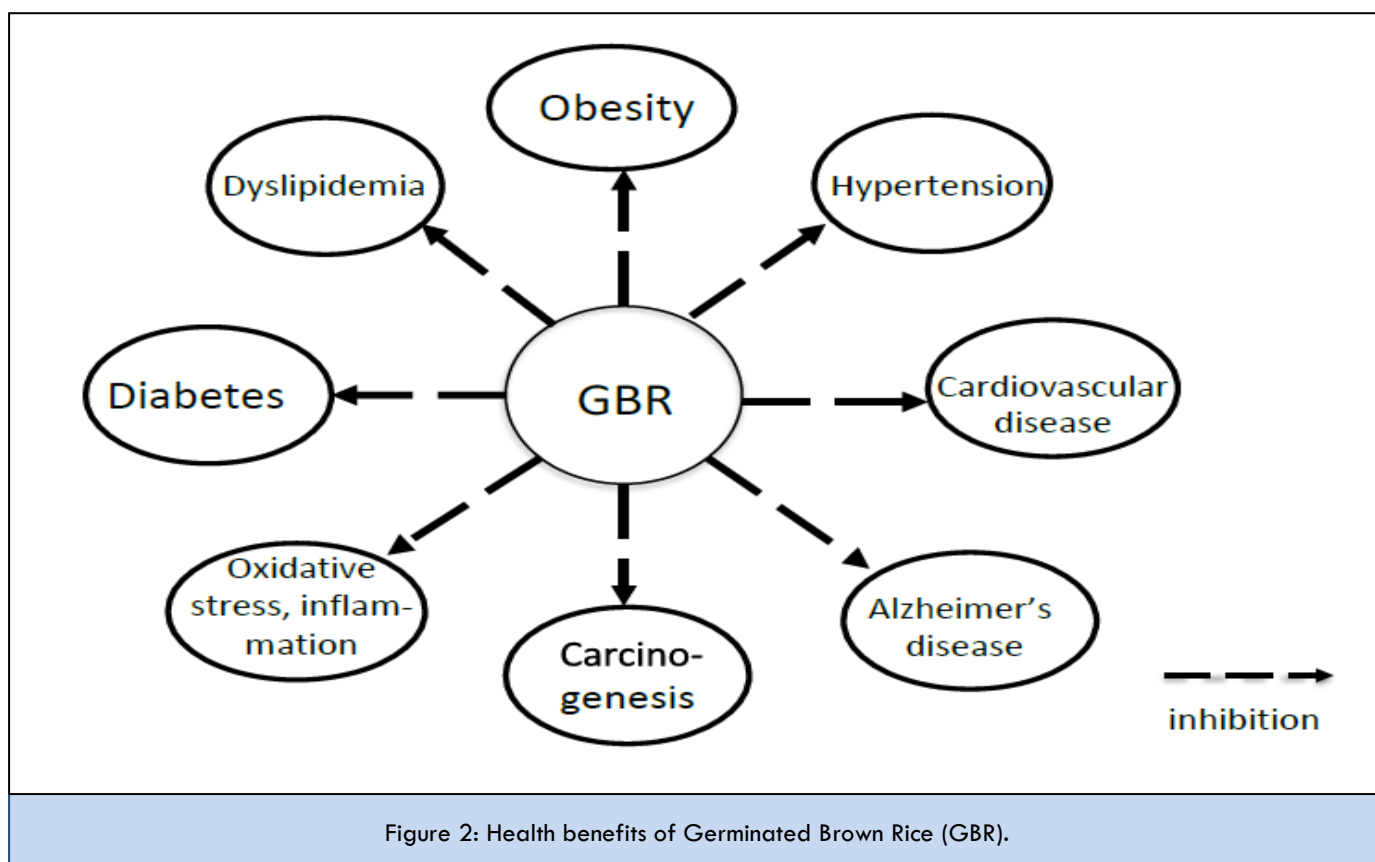 Obesity
Dyslipidemia
Hypertension
Diabetes
GBR
Cardiovascular
disease
Oxidative
stress, inflam-
mation
Carcino-
genesis
Alzheimer's
disease
inhibition
Figure 2: Health benefits of Germinated Brown Rice (GBR).